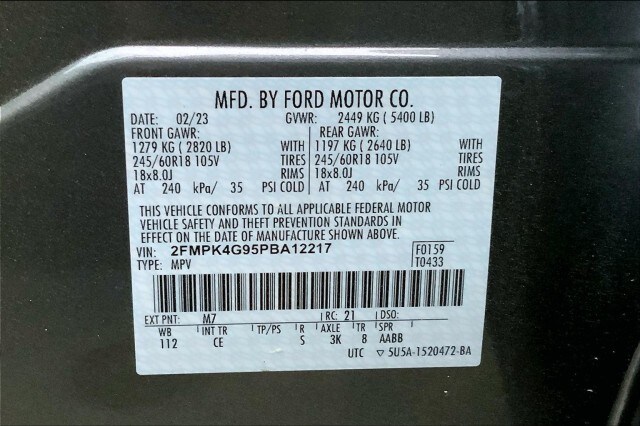 MFD. BY FORD MOTOR CO.
DATE: 02/23 GVWR: 2449 KG ( 5400 LB)
FRONT GAWR: REAR GAWR:
1279 KG ( 2820 LB) 1197 KG ( 2640 LB)
245/60R18 105V TIRES 245/60R18 105V TIRES
18x8.0J RIMS 18x8.0J RIMS
AT 240 kPa/ 35 PSI COLD AT 240 kPa/ 35 PSI COLD
THIS VEHICLE CONFORMS TO ALL APPLICABLE FEDERAL MOTOR
VEHICLE SAFETY AND THEFT PREVENTION STANDARDS IN
EFFECT ON THE DATE OF MANUFACTURE SHOWN ABOVE.
VIN: 2FMPK4G95PBA12217 F0159
TYPE: MPV T0433
EXT PNT: M7 RC: 21 DSO:
WB INT TR TP/PS R AXLE TR SPR
112 CE S 3K 8 AABB
UTC ▽ 5U5A-1520472-BA